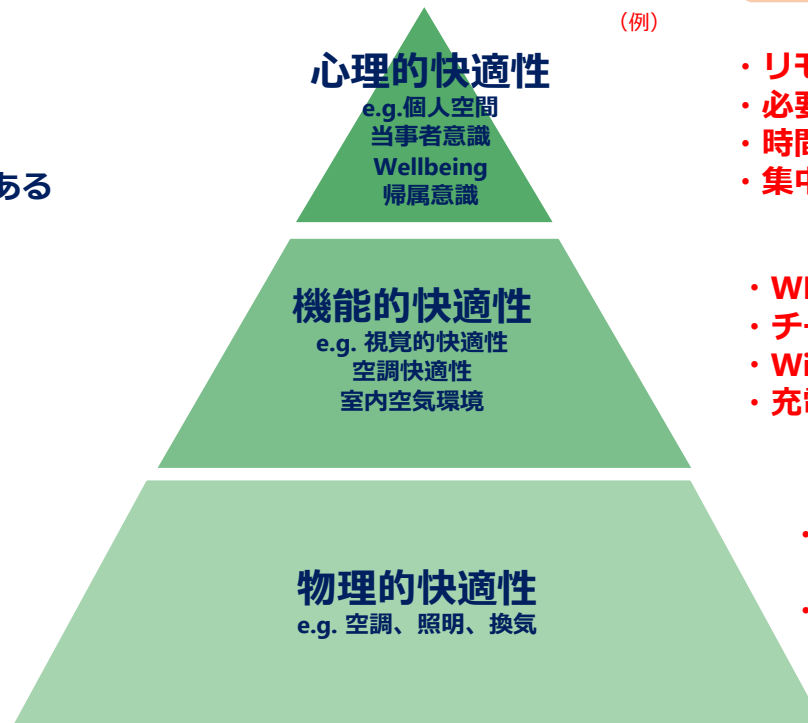 （例）
心理的快適性
e.g.個人空間
当事者意識
Wellbeing
帰属意識
ある
・リモ
・必要
・時間
・集中
機能的快適性
e.g. 視覚的快適性
空調快適性
室内空気環境
・チー
・Wi
・充電
物理的快適性
e.g. 空調、照明、換気